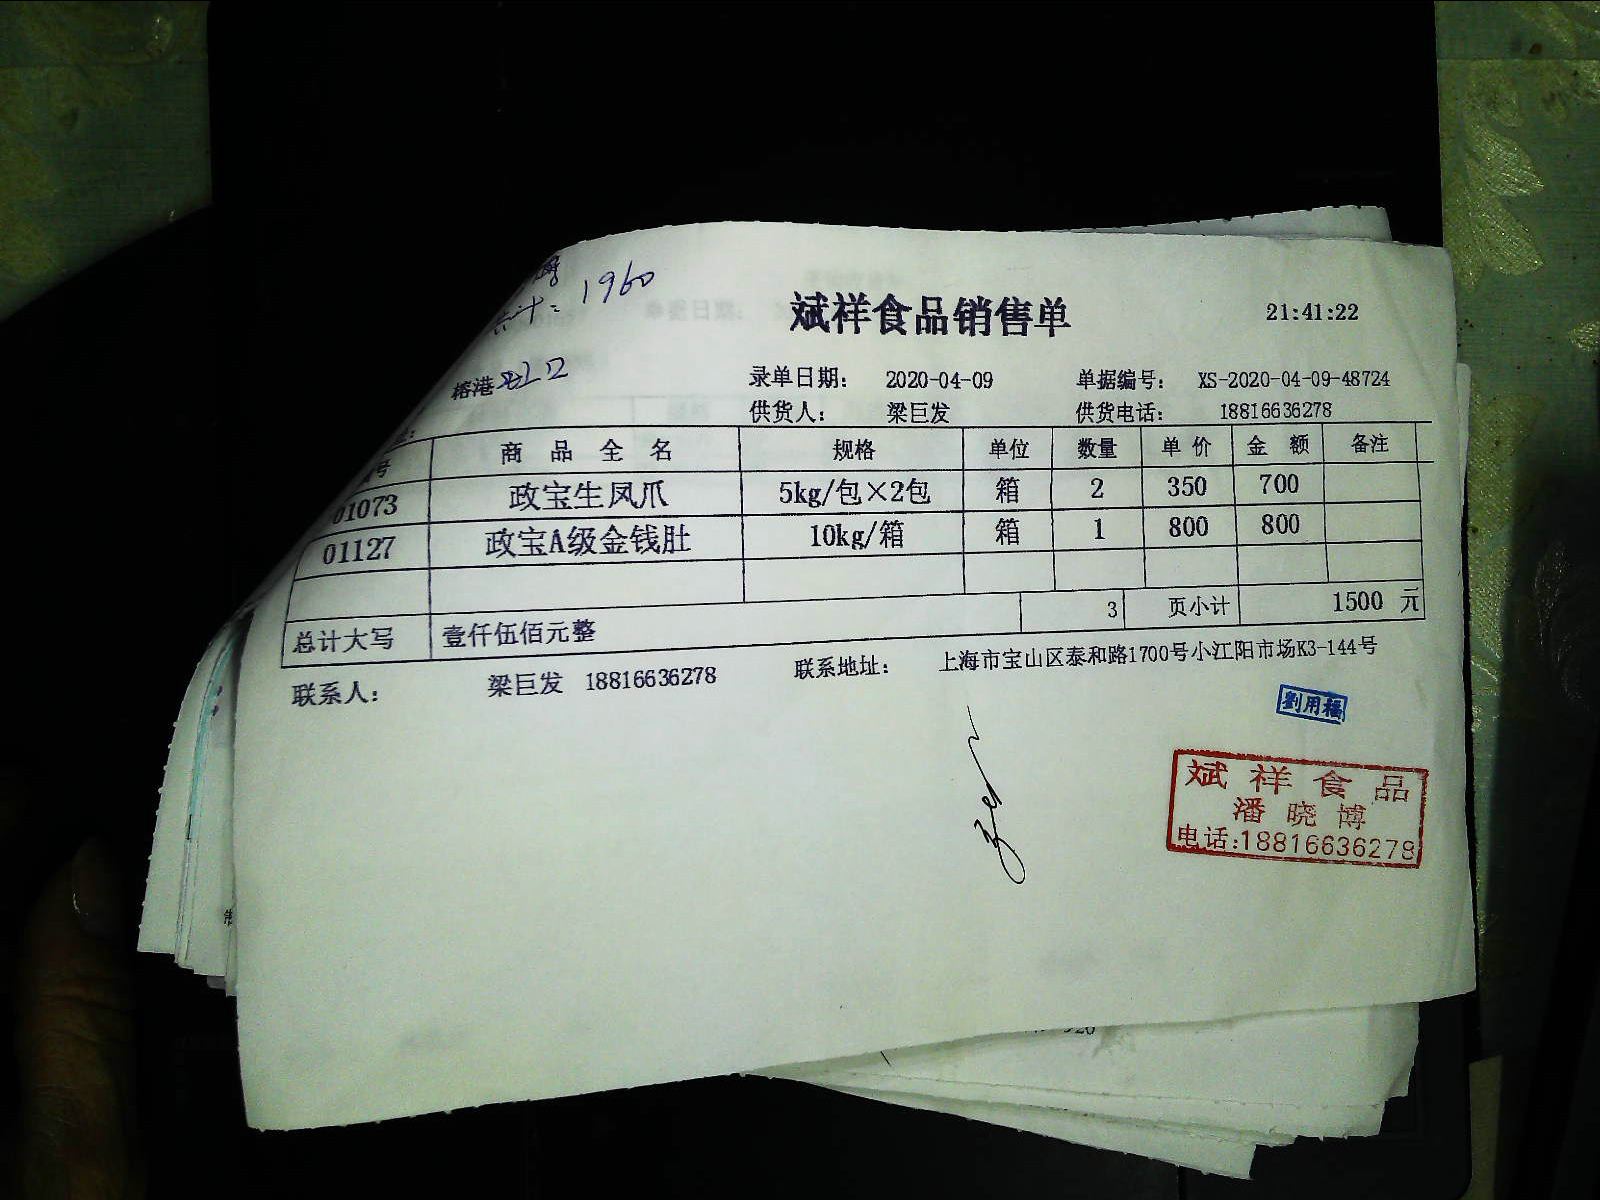 1960
斌祥食品销售单 21:41:22
榕港
录单日期： 2020-04-09 单据编号： XS-2020-04-09-48724
供货人： 梁巨发 供货电话： 18816636278
号 商品全名 规格 单位 数量 单价 金额 备注
01073 政宝生凤爪 5kg/包×2包 箱 2 350 700
01127 政宝A级金钱肚 10kg/箱 箱 1 800 800
总计大写 壹仟伍佰元整 3 页小计 1500 元
联系人： 梁巨发 18816636278 联系地址： 上海市宝山区泰和路1700号小江阳市场K3-144号
劉用福
斌祥食品
潘晓博
电话:18816636278